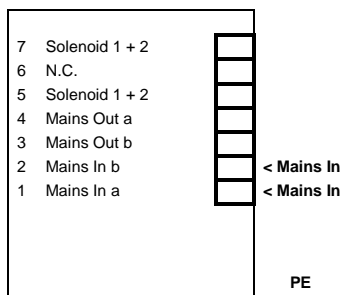 7 Solenoid 1 + 2
6 N.C.
5 Solenoid 1 + 2
4 Mains Out a
3 Mains Out b
2 Mains In b < Mains In
1 Mains In a < Mains In
PE